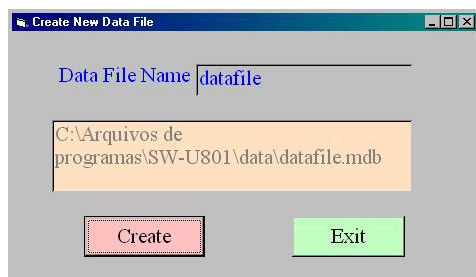 Create New Data File
Data File Name datafile
C:\Arquivos de
programas\SW-U801\data\datafile.mdb
Create Exit